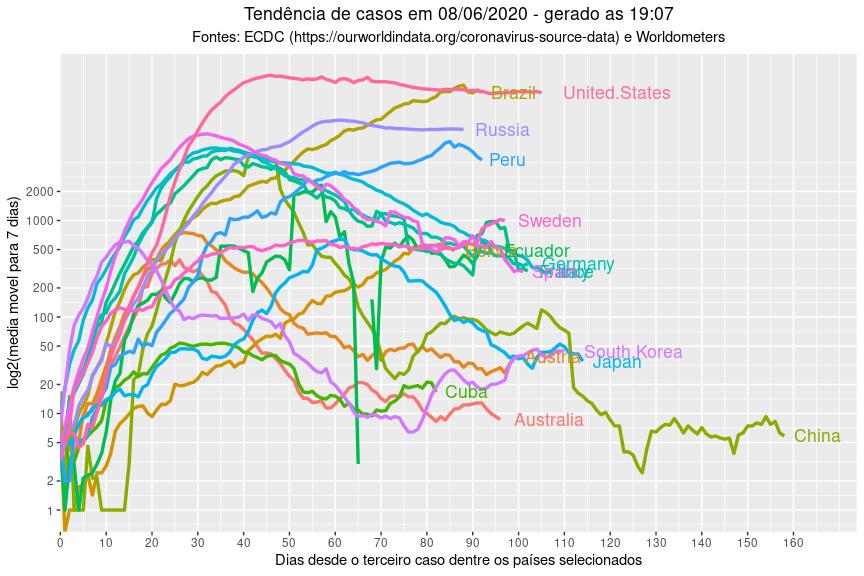 Tendência de casos em 08/06/2020 - gerado as 19:07
Fontes: ECDC (https://ourworldindata.org/coronavirus-source-data) e Worldometers
log2(media movel para 7 dias)
2000
1000
500
200
100
50
20
10
5
2
1
United.States
Brazil
Russia
Peru
Sweden
Ecuador
Germany
Spain
South.Korea
Austria
Japan
Cuba
Australia
China
0 10 20 30 40 50 60 70 80 90 100 110 120 130 140 150 160
Dias desde o terceiro caso dentre os países selecionados